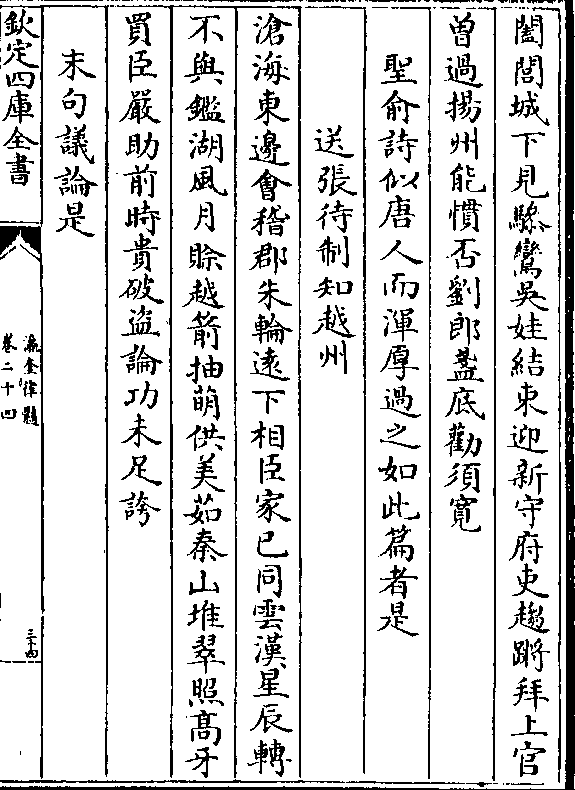 闔閭城下見驂鸞吳娃結束迎新守府吏趨蹡拜上官
曾過揚州能慣否劉郎盞底勸須寛
聖俞詩似唐人而渾厚過之如此篇者是
送張待制知越州
滄海東邊會稽郡朱輪遠下相臣家已同雲漢星辰轉
不與鑑湖風月賒越箭抽萌供美茹秦山堆翠照髙牙
買臣嚴助前時貴破盜論功未足誇
末句議論是
欽定四庫全書
瀛奎律髓
卷二十四
三十四